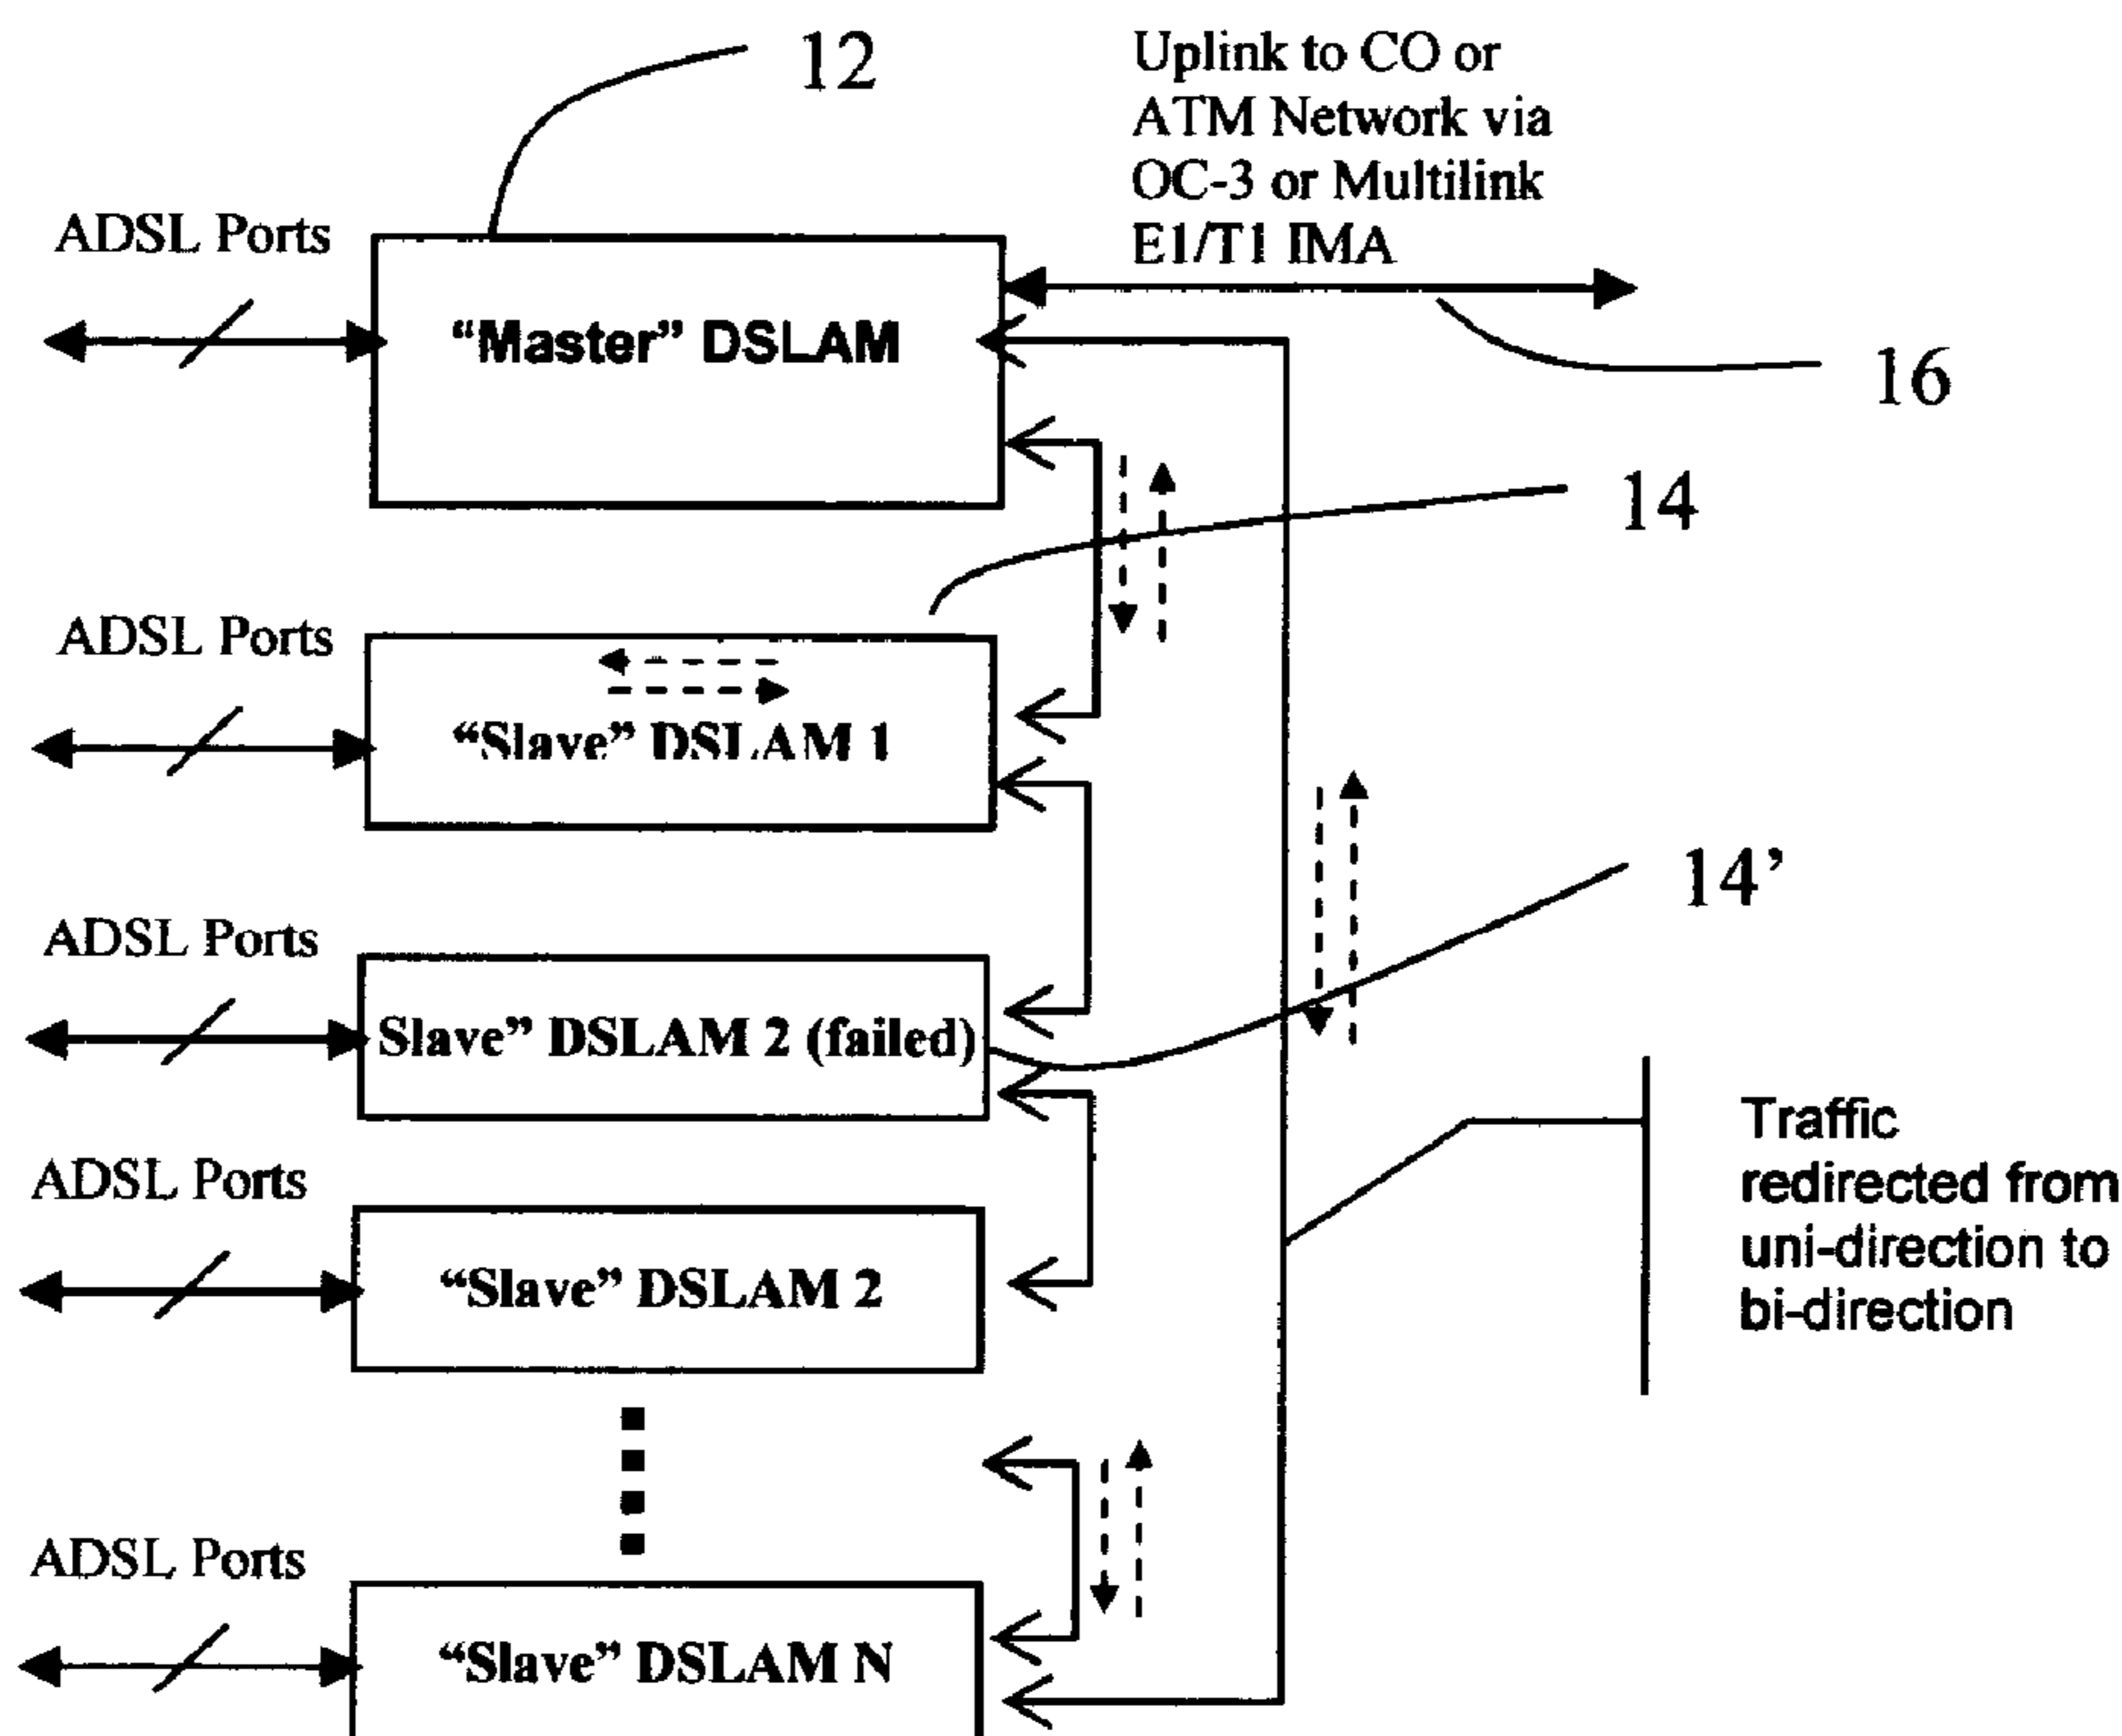 12
Uplink to CO or
ATM Network via
OC-3 or Multilink
E1/T1 IMA
ADSL Ports
“Master” DSLAM
16
14
ADSL Ports
“Slave” DSLAM 1
14’
ADSL Ports
Slave” DSLAM 2 (failed)
Traffic
redirected from
uni-direction to
bi-direction
ADSL Ports
“Slave” DSLAM 2
ADSL Ports
“Slave” DSLAM N